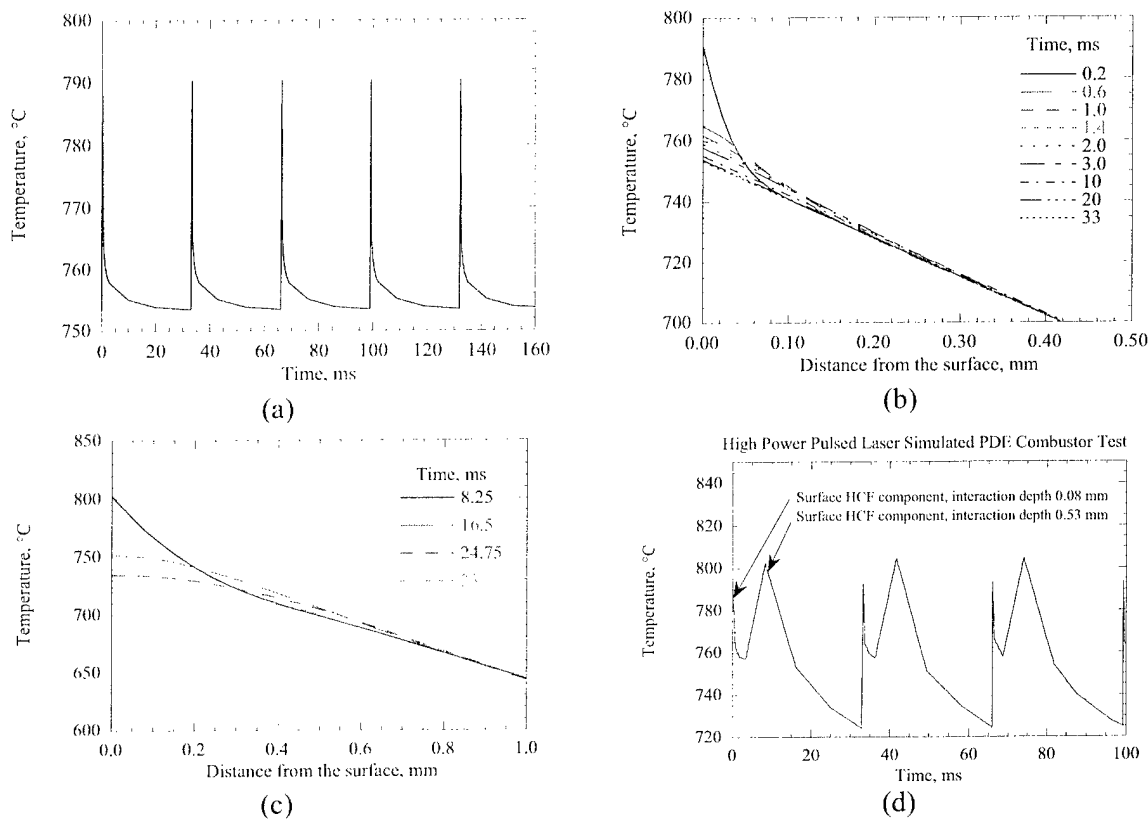 800
790
780
770
760
750
Temperature, °C
0 20 40 60 80 100 120 140 160
Time, ms
(a)
800
780
760
740
720
700
Temperature, °C
Time, ms
0.2
0.6
1.0
1.4
2.0
3.0
10
20
33
0.00 0.10 0.20 0.30 0.40 0.50
Distance from the surface, mm
(b)
850
800
750
700
650
600
Temperature, °C
Time, ms
8.25
16.5
24.75
0.0 0.2 0.4 0.6 0.8 1.0
Distance from the surface, mm
(c)
High Power Pulsed Laser Simulated PDE Combustor Test
840
820
800
780
760
740
720
Temperature, °C
Surface HCF component, interaction depth 0.08 mm
Surface HCF component, interaction depth 0.53 mm
0 20 40 60 80 100
Time, ms
(d)